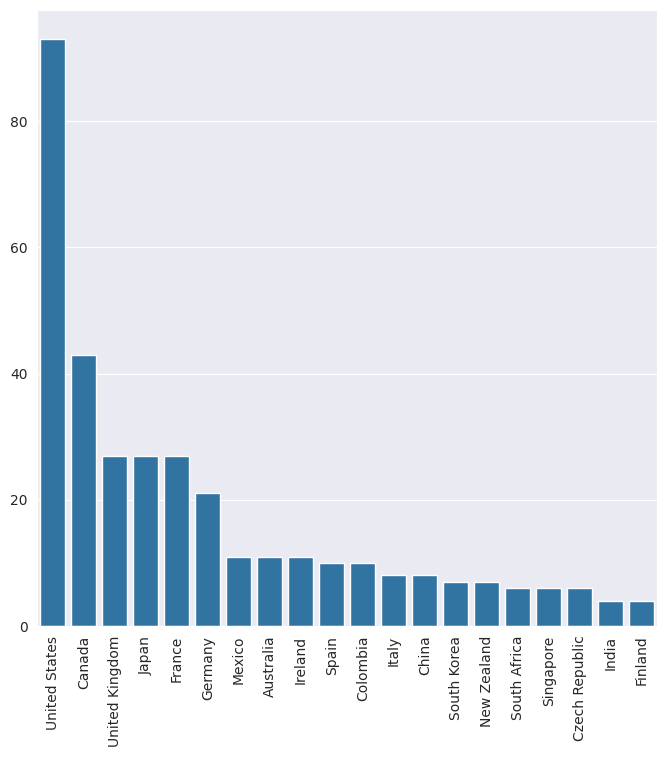 80
60
40
20
0
United States
Canada
United Kingdom
Japan
France
Germany
Mexico
Australia
Ireland
Spain
Colombia
Italy
China
South Korea
New Zealand
South Africa
Singapore
Czech Republic
India
Finland